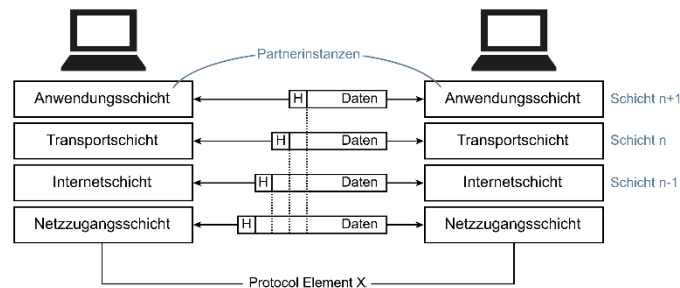 Partnerinstanzen
Anwendungsschicht H Daten Anwendungsschicht Schicht n+1
Transportschicht H Daten Transportschicht Schicht n
Internetschicht H Daten Internetschicht Schicht n-1
Netzzugangsschicht H Daten Netzzugangsschicht
Protocol Element X